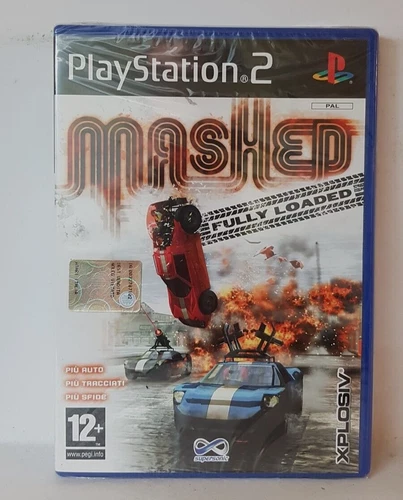 PlayStation®2
PAL
MASHED
FULLY LOADED
PIÙ AUTO
PIÙ TRACCIATI
PIÙ SFIDE
12+
www.pegi.info
supersonic
XPLOSIV